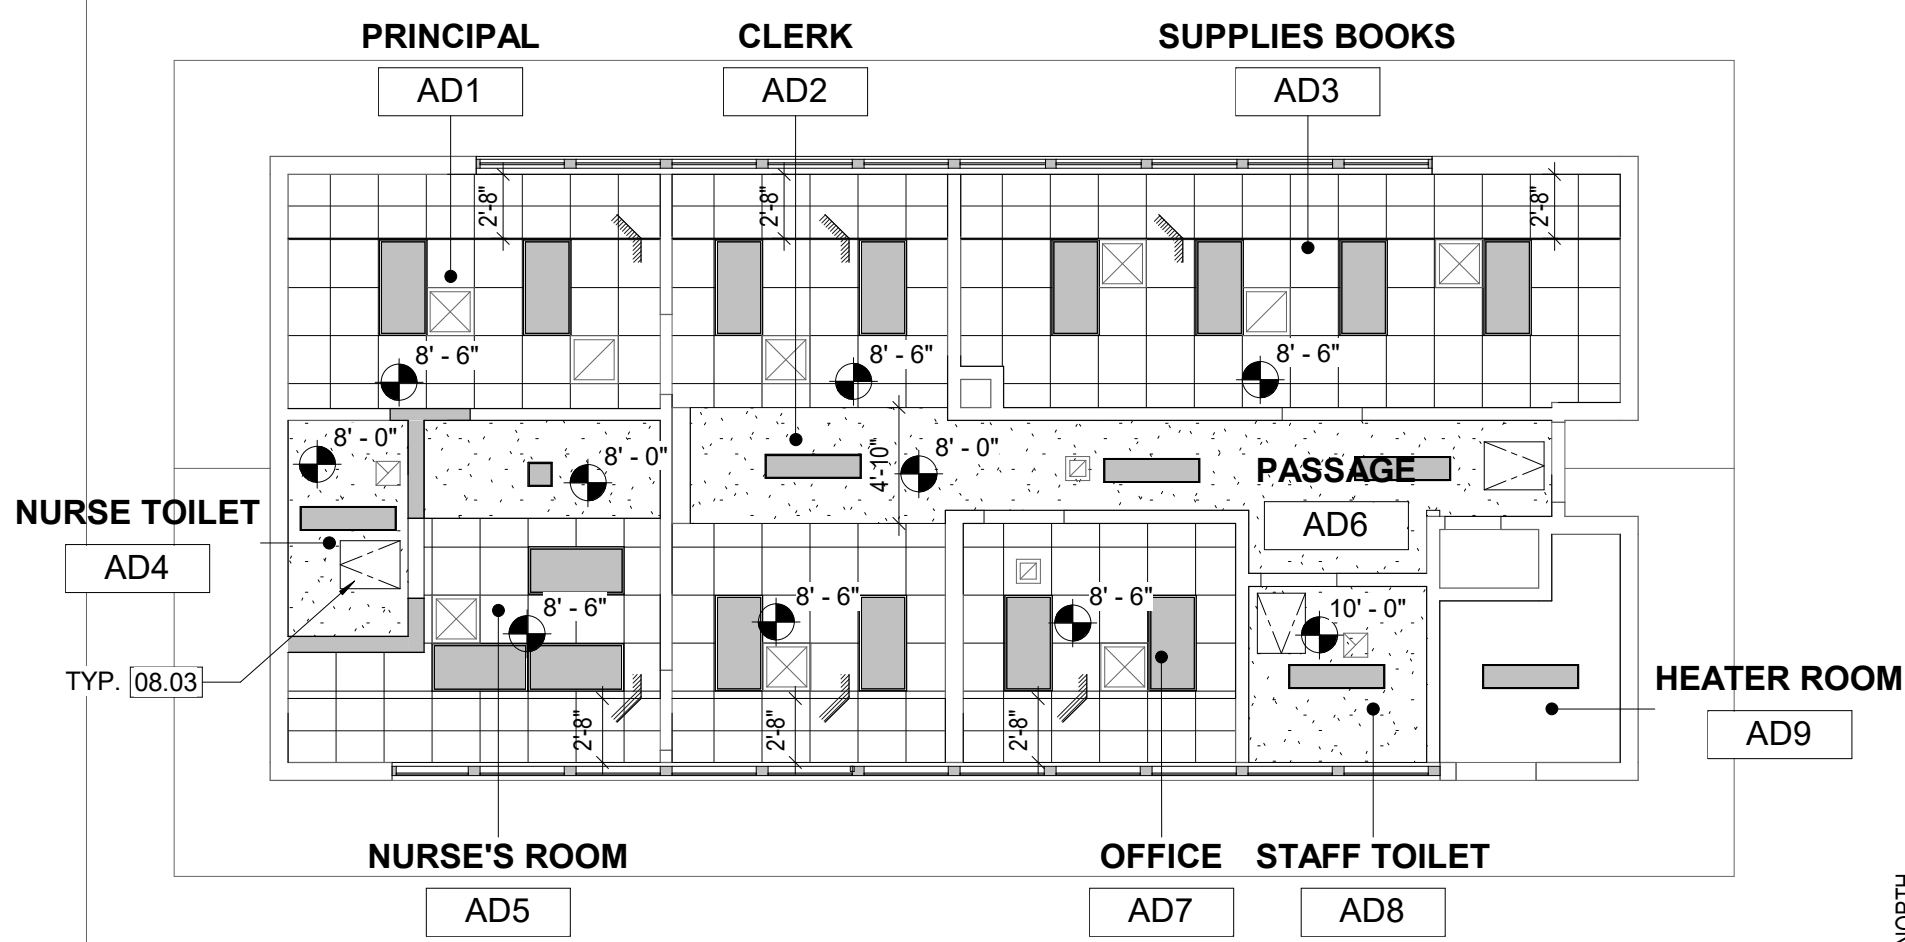 PRINCIPAL
CLERK
SUPPLIES BOOKS
AD1
AD2
AD3
2'-8"
2'-8"
2'-8"
8' - 6"
8' - 6"
8' - 6"
8' - 0"
8' - 0"
4'-10"
8' - 0"
PASSAGE
AD6
NURSE TOILET
AD4
8' - 6"
8' - 6"
8' - 6"
10' - 0"
TYP. 08.03
HEATER ROOM
AD9
2'-8"
2'-8"
2'-8"
NURSE'S ROOM
OFFICE
STAFF TOILET
AD5
AD7
AD8
NORTH